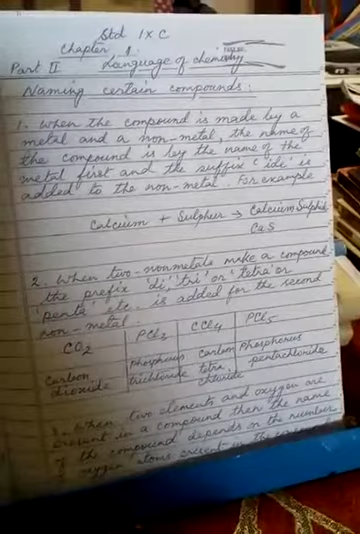 Std IX C
Chapter 1.
Part II Language of chemistry
Naming certain compounds:
1. When the compound is made by a
metal and a non-metal, the name of
the compound is by the name of the
metal first and the suffix 'ide' is
added to the non-metal. For example
Calcium + Sulphur → Calcium Sulphide
CaS
2. When two-nonmetals make a compound
the prefix 'di', 'tri' or 'tetra' or
'penta' etc. is added for the second
non-metal.
CO2 PCl3 CCl4 PCl5
Carbon dioxide Phosphorus trichloride Carbon tetra chloride Phosphorus pentachloride
3. When two elements and oxygen are
present in a compound then the name
of the compound depends on the number
of oxygen atoms present in the